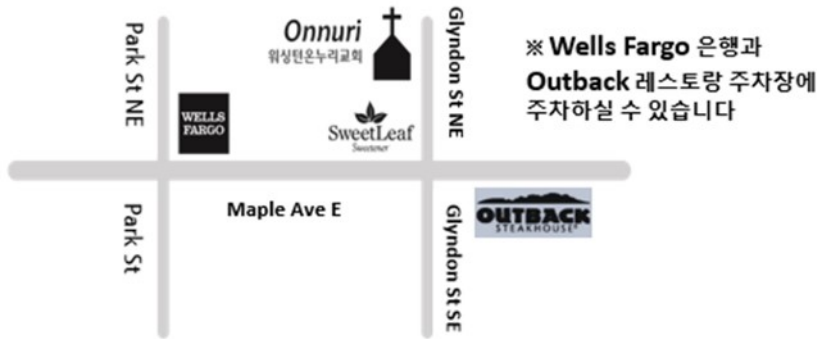 Onnuri
워싱턴온누리교회
Park St NE
Glyndon St NE
※ Wells Fargo 은행과
Outback 레스토랑 주차장에
주차하실 수 있습니다
WELLS
FARGO
SweetLeaf
Sweetener
Maple Ave E
Park St
Glyndon St SE
OUTBACK
STEAKHOUSE®